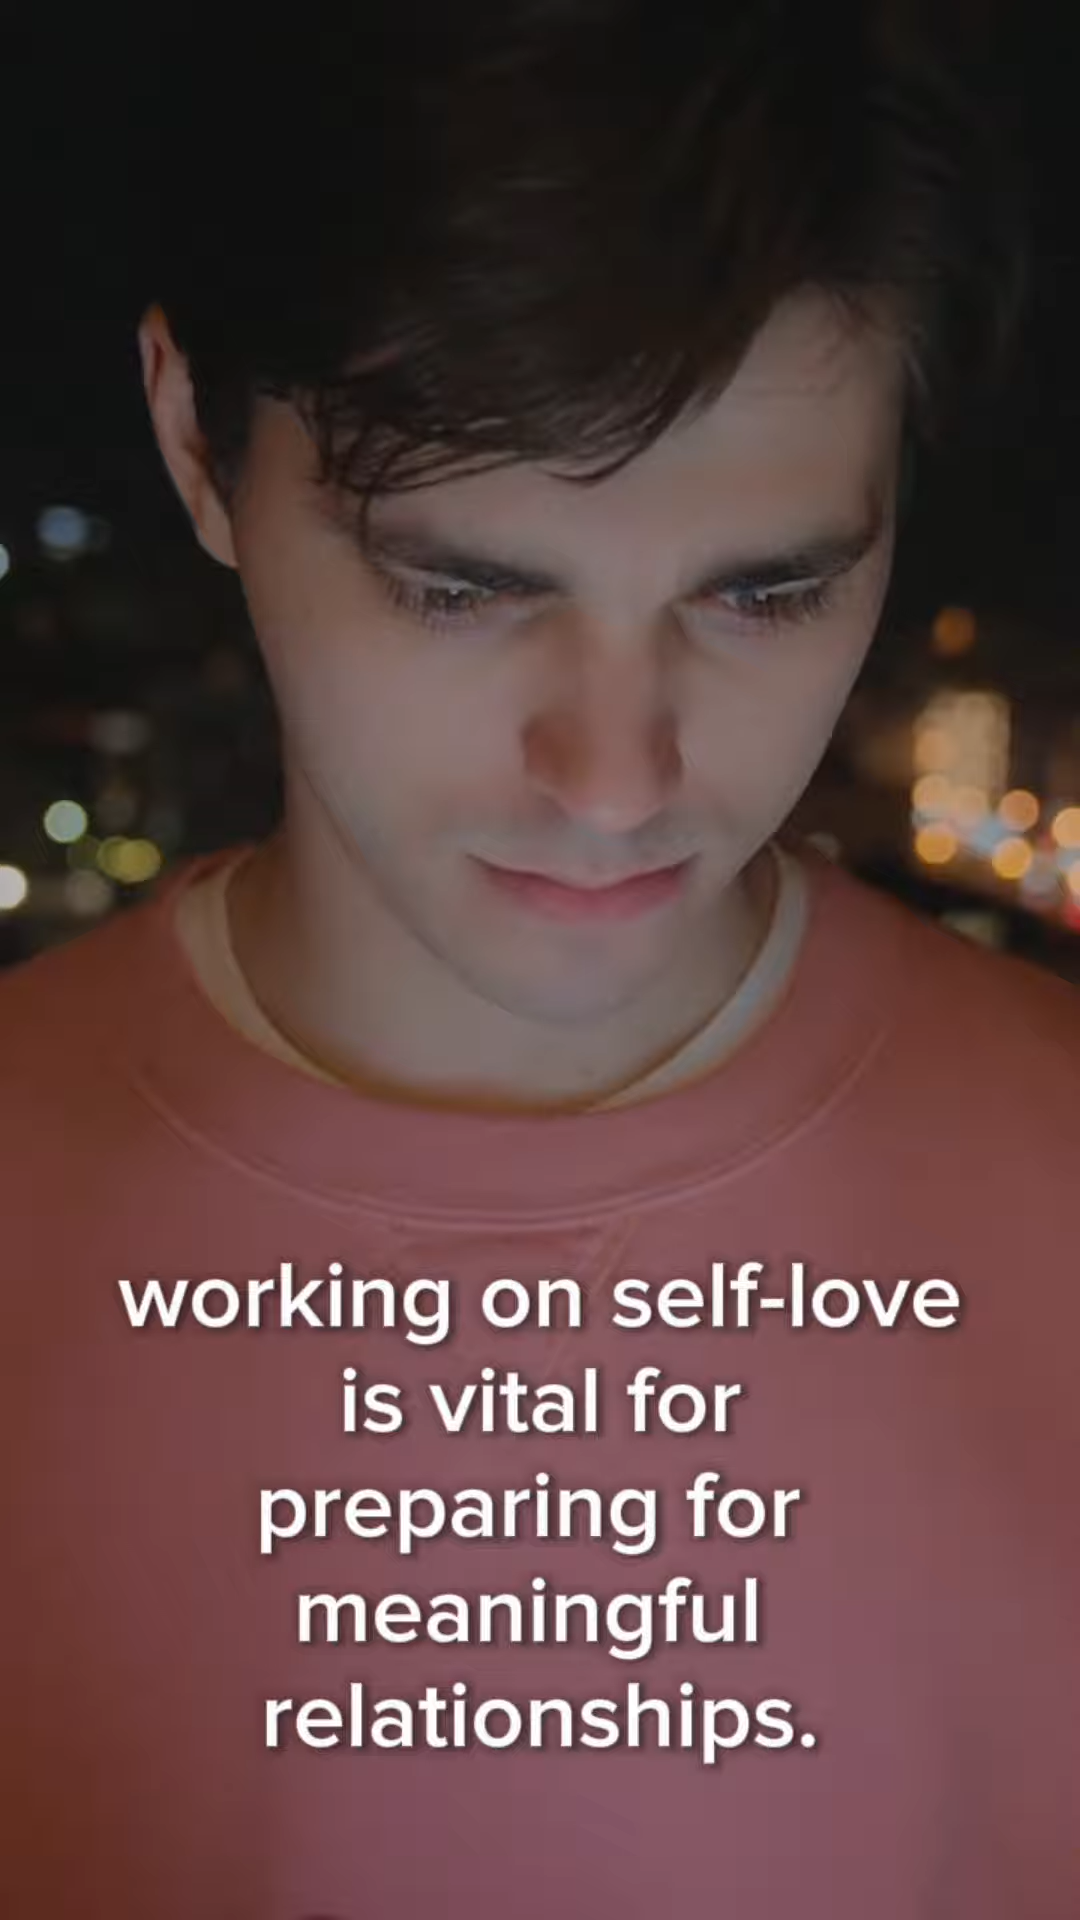 working on self-love
is vital for
preparing for
meaningful
relationships.